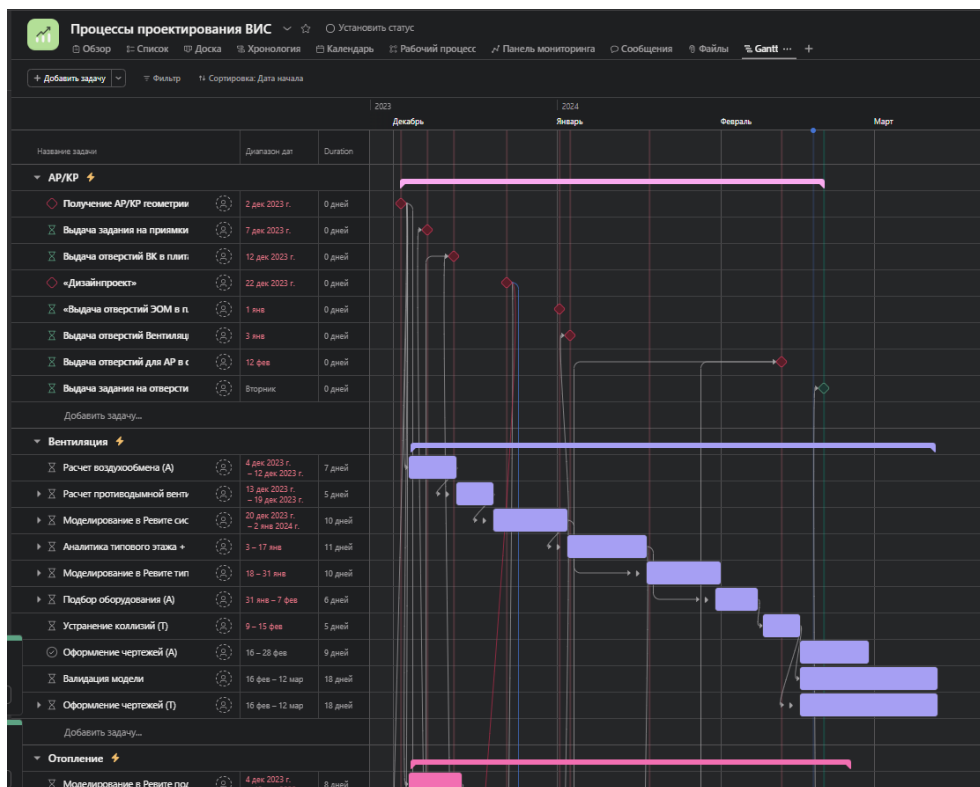 Процессы проектирования ВИС
Установить статус
Обзор Список Доска Хронология Календарь Рабочий процесс Панель мониторинга Сообщения Файлы Gantt ... +
+ Добавить задачу Фильтр Сортировка: Дата начала
2023 2024
Декабрь Январь Февраль Март
Название задачи Диапазон дат Duration
АР/КР
Получение АР/КР геометрии 2 дек 2023 г. 0 дней
Выдача задания на приямки 7 дек 2023 г. 0 дней
Выдача отверстий ВК в плит 12 дек 2023 г. 0 дней
«Дизайнпроект» 22 дек 2023 г. 0 дней
«Выдача отверстий ЭОМ в п 1 янв 0 дней
Выдача отверстий Вентиляц 3 янв 0 дней
Выдача отверстий для АР в с 12 фев 0 дней
Выдача задания на отверсти Вторник 0 дней
Добавить задачу...
Вентиляция
Расчет воздухообмена (А) 4 дек 2023 г. – 12 дек 2023 г. 7 дней
Расчет противодымной венти 13 дек 2023 г. – 19 дек 2023 г. 5 дней
Моделирование в Ревите сис 20 дек 2023 г. – 2 янв 2024 г. 10 дней
Аналитика типового этажа + 3 – 17 янв 11 дней
Моделирование в Ревите тип 18 – 31 янв 10 дней
Подбор оборудования (А) 31 янв – 7 фев 6 дней
Устранение коллизий (Т) 9 – 15 фев 5 дней
Оформление чертежей (А) 16 – 28 фев 9 дней
Валидация модели 16 фев – 12 мар 18 дней
Оформление чертежей (Т) 16 фев – 12 мар 18 дней
Добавить задачу...
Отопление
Моделирование в Ревите под 4 дек 2023 г. 8 дней